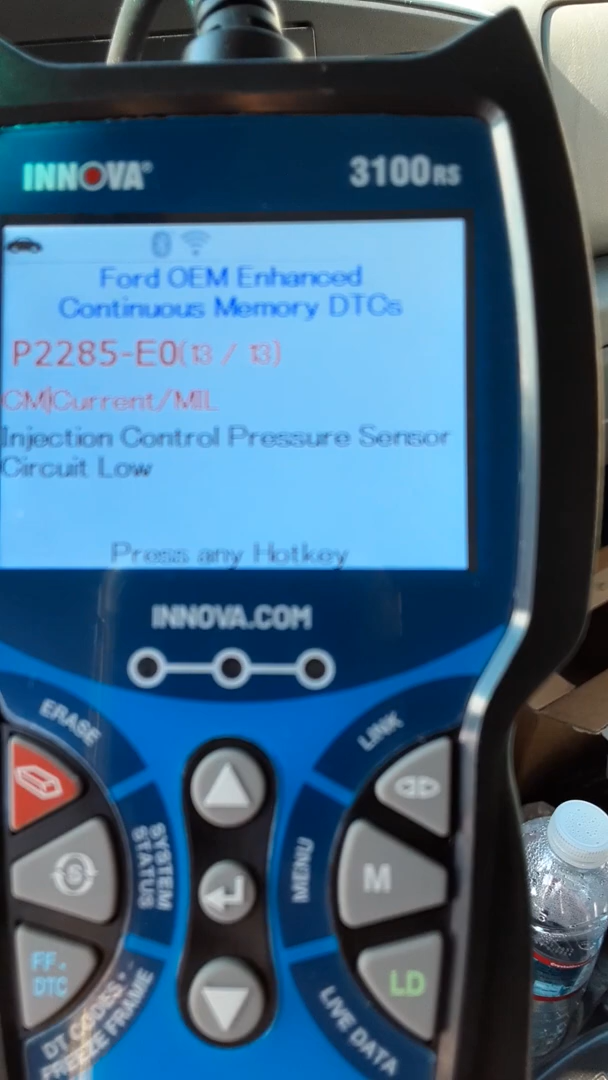 INNOVA®
3100RS
Ford OEM Enhanced
Continuous Memory DTCs
P2285-E0(13 / 13)
CM|Current/MIL
Injection Control Pressure Sensor
Circuit Low
Press any Hotkey
INNOVA.COM
ERASE
LINK
S
SYSTEM
STATUS
MENU
M
FF-
DTC
LD
FREEZE FRAME
LIVE DATA